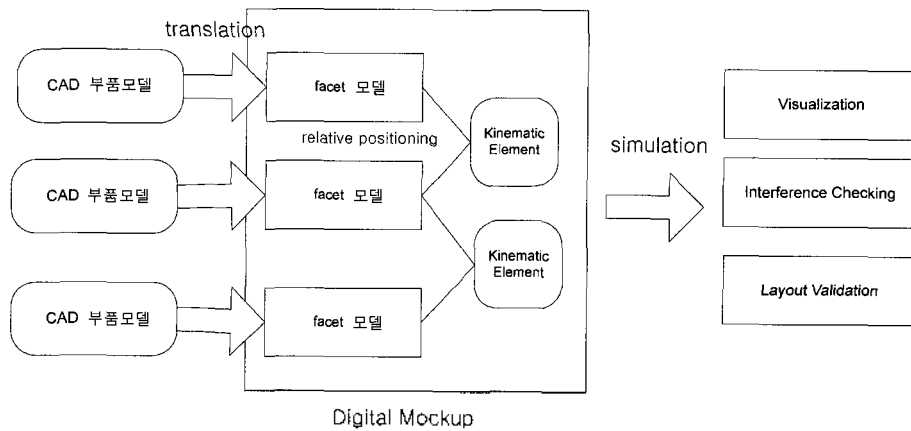 translation
CAD 부품모델
facet 모델
relative positioning
Kinematic
Element
CAD 부품모델
facet 모델
Kinematic
Element
CAD 부품모델
facet 모델
simulation
Visualization
Interference Checking
Layout Validation
Digital Mockup